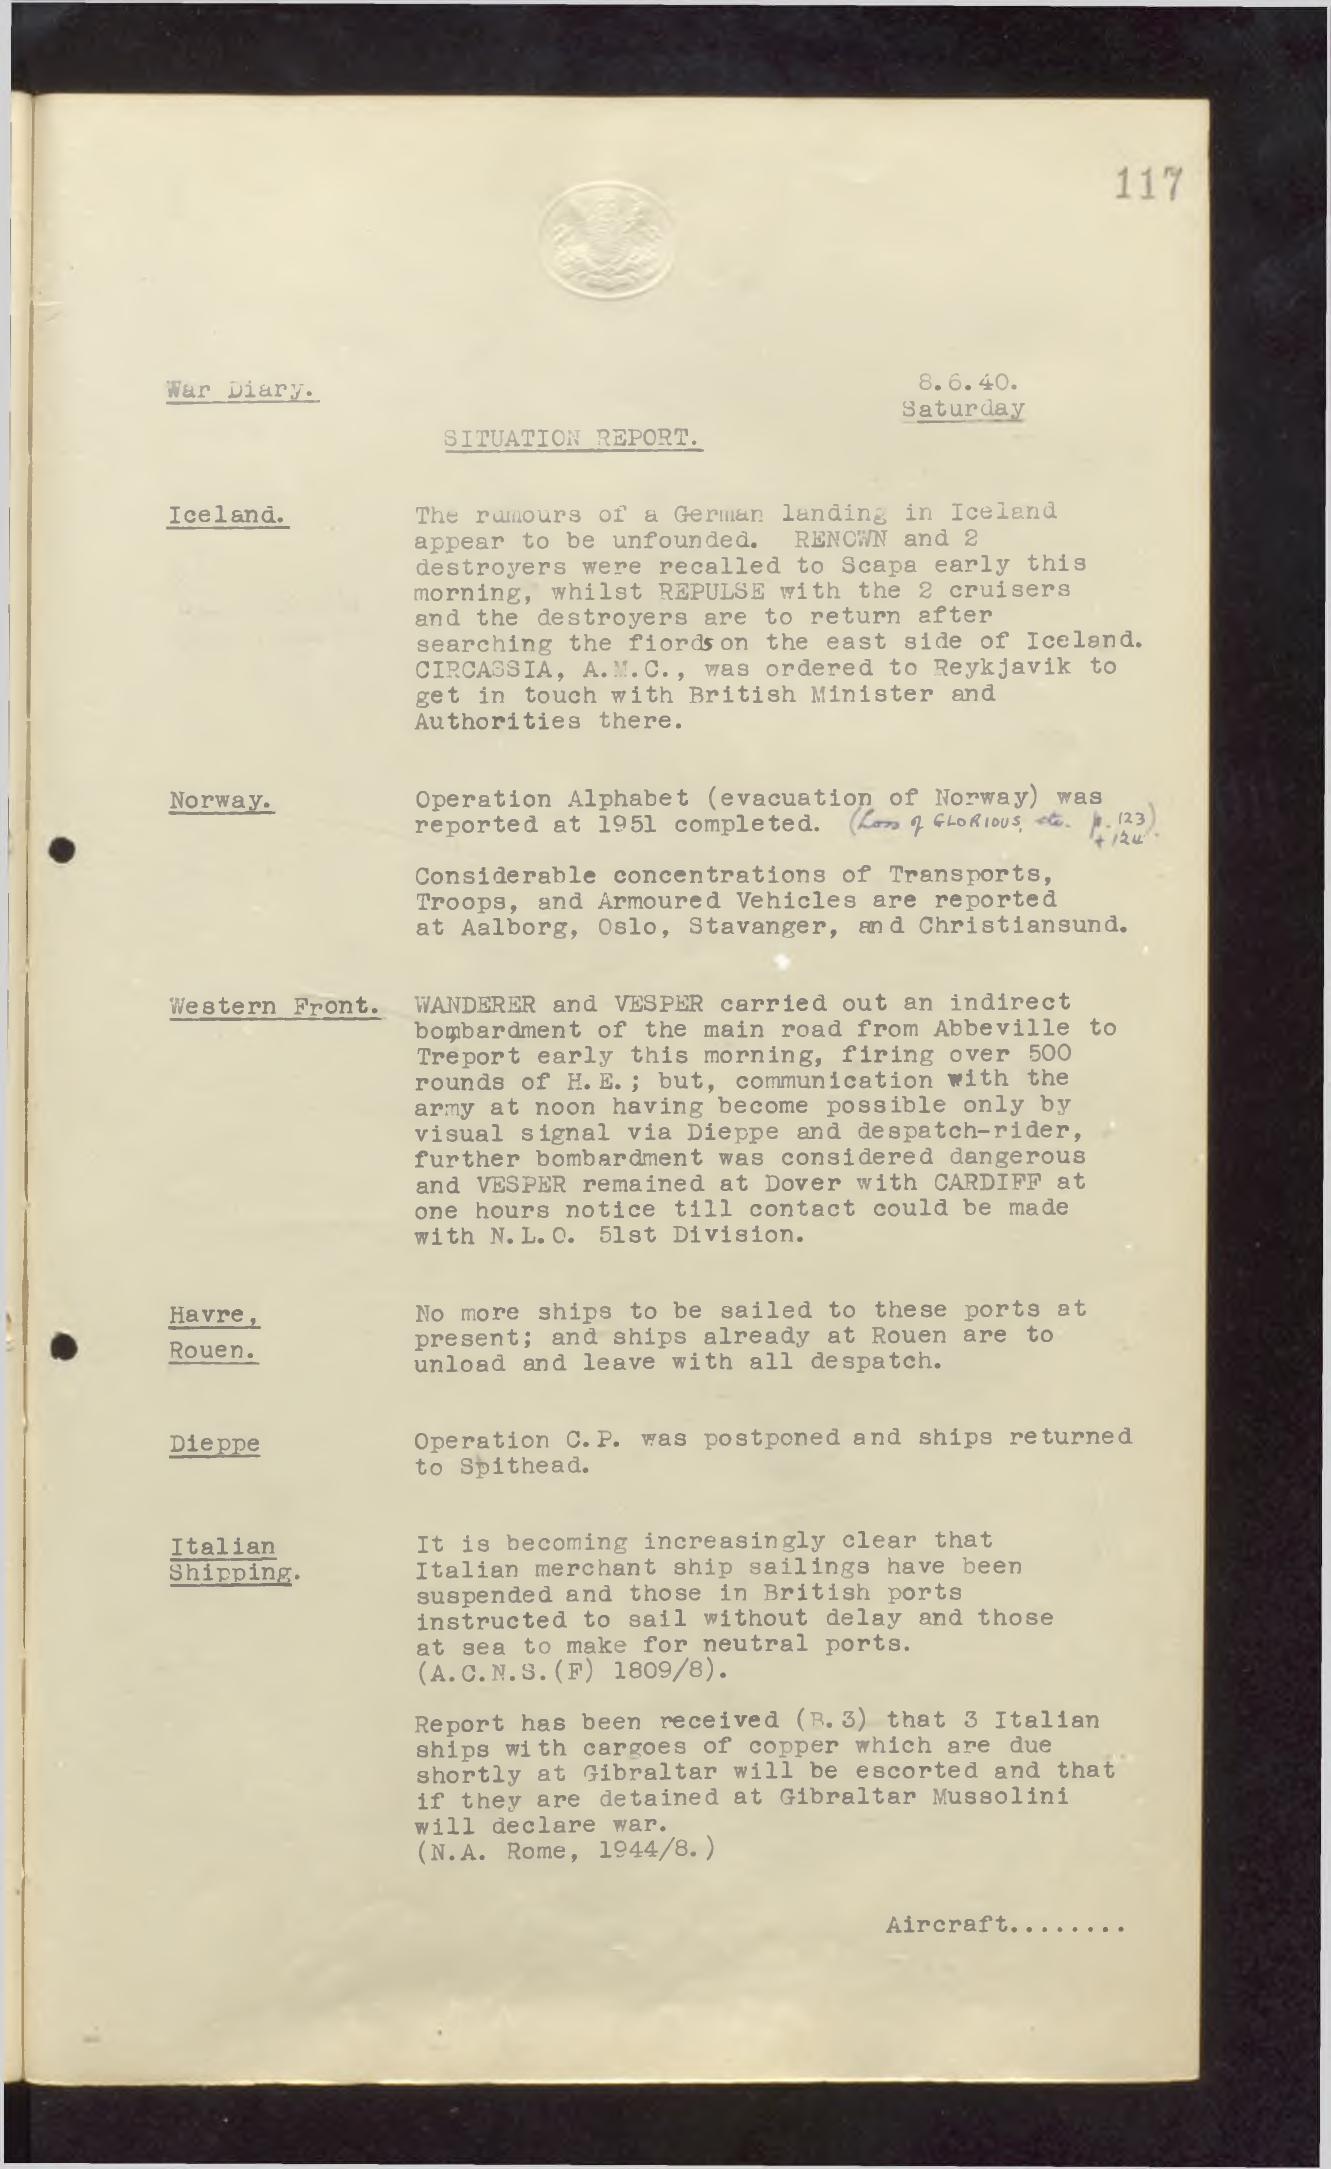 117
War Diary.
8.6.40.
Saturday
SITUATION REPORT.
Iceland.
The rumours of a German landing in Iceland
appear to be unfounded. RENOWN and 2
destroyers were recalled to Scapa early this
morning, whilst REPULSE with the 2 cruisers
and the destroyers are to return after
searching the fiords on the east side of Iceland.
CIRCASSIA, A.M.C., was ordered to Reykjavik to
get in touch with British Minister and
Authorities there.
Norway.
Operation Alphabet (evacuation of Norway) was
reported at 1951 completed. (Loss of GLORIOUS, etc. p. 123)
+ 124
Considerable concentrations of Transports,
Troops, and Armoured Vehicles are reported
at Aalborg, Oslo, Stavanger, and Christiansund.
Western Front.
WANDERER and VESPER carried out an indirect
bombardment of the main road from Abbeville to
Treport early this morning, firing over 500
rounds of H.E.; but, communication with the
army at noon having become possible only by
visual signal via Dieppe and despatch-rider,
further bombardment was considered dangerous
and VESPER remained at Dover with CARDIFF at
one hours notice till contact could be made
with N.L.O. 51st Division.
Havre,
Rouen.
No more ships to be sailed to these ports at
present; and ships already at Rouen are to
unload and leave with all despatch.
Dieppe
Operation C.P. was postponed and ships returned
to Spithead.
Italian
Shipping.
It is becoming increasingly clear that
Italian merchant ship sailings have been
suspended and those in British ports
instructed to sail without delay and those
at sea to make for neutral ports.
(A.C.N.S.(F) 1809/8).
Report has been received (B.3) that 3 Italian
ships with cargoes of copper which are due
shortly at Gibraltar will be escorted and that
if they are detained at Gibraltar Mussolini
will declare war.
(N.A. Rome, 1944/8.)
Aircraft........